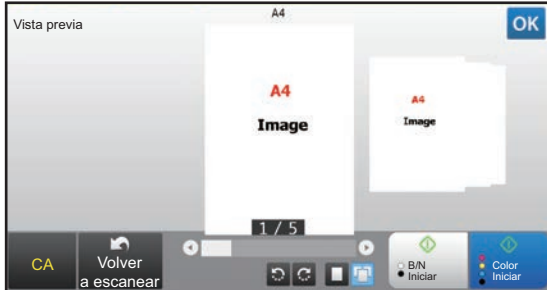 Vista previa
A4
OK
A4
Image
A4
Image
1 / 5
CA
Volver
a escanear
B/N
Iniciar
Color
Iniciar